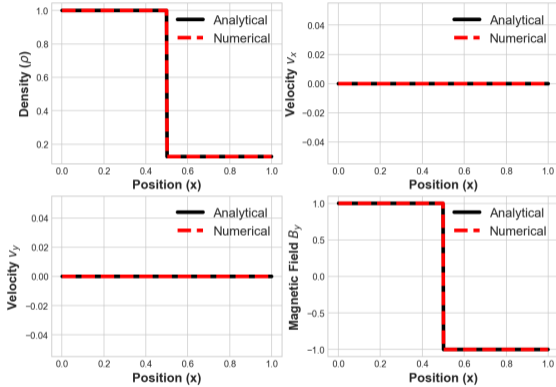 Density (ρ)
1.0
0.8
0.6
0.4
0.2
Analytical
Numerical
0.0 0.2 0.4 0.6 0.8 1.0
Position (x)
Velocity vₓ
0.04
0.02
0.00
−0.02
−0.04
Analytical
Numerical
0.0 0.2 0.4 0.6 0.8 1.0
Position (x)
Velocity v_y
0.04
0.02
0.00
−0.02
−0.04
Analytical
Numerical
0.0 0.2 0.4 0.6 0.8 1.0
Position (x)
Magnetic Field B_y
1.0
0.5
0.0
−0.5
−1.0
Analytical
Numerical
0.0 0.2 0.4 0.6 0.8 1.0
Position (x)